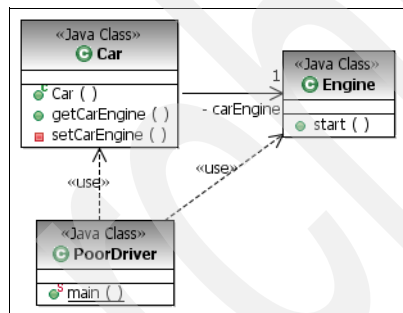 «Java Class»
Car
Car ( )
getCarEngine ( )
setCarEngine ( )
1
- carEngine
«Java Class»
Engine
start ( )
«use»
«use»
«Java Class»
PoorDriver
main ( )